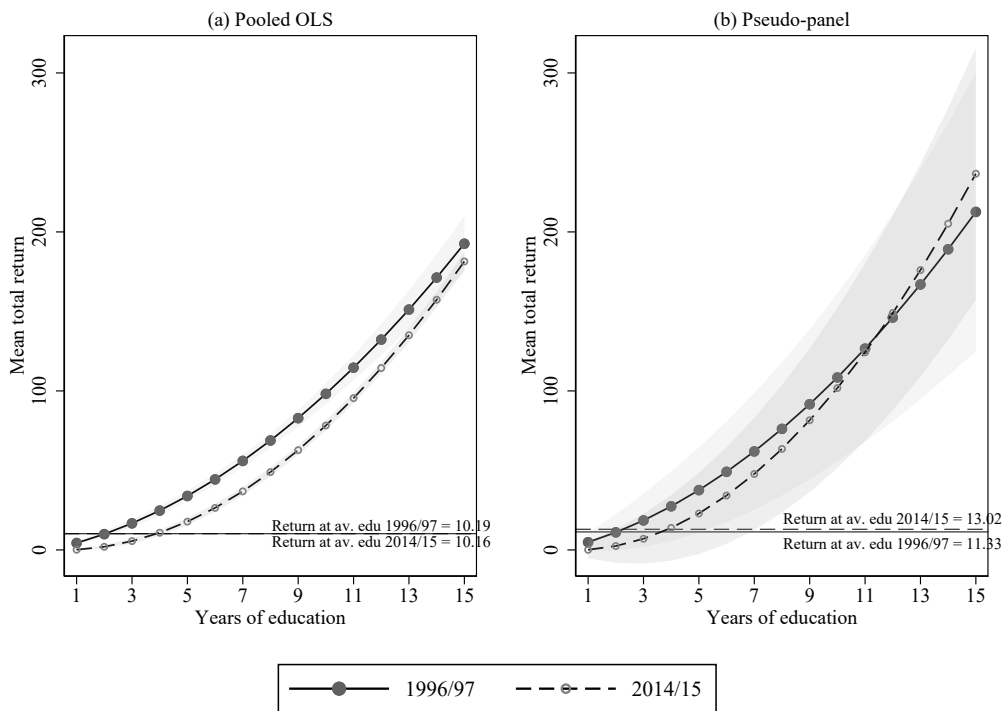 (a) Pooled OLS
Mean total return
300
200
100
0
Return at av. edu 1996/97 = 10.19
Return at av. edu 2014/15 = 10.16
1 3 5 7 9 11 13 15
Years of education
(b) Pseudo-panel
Mean total return
300
200
100
0
Return at av. edu 2014/15 = 13.02
Return at av. edu 1996/97 = 11.33
1 3 5 7 9 11 13 15
Years of education
1996/97 2014/15